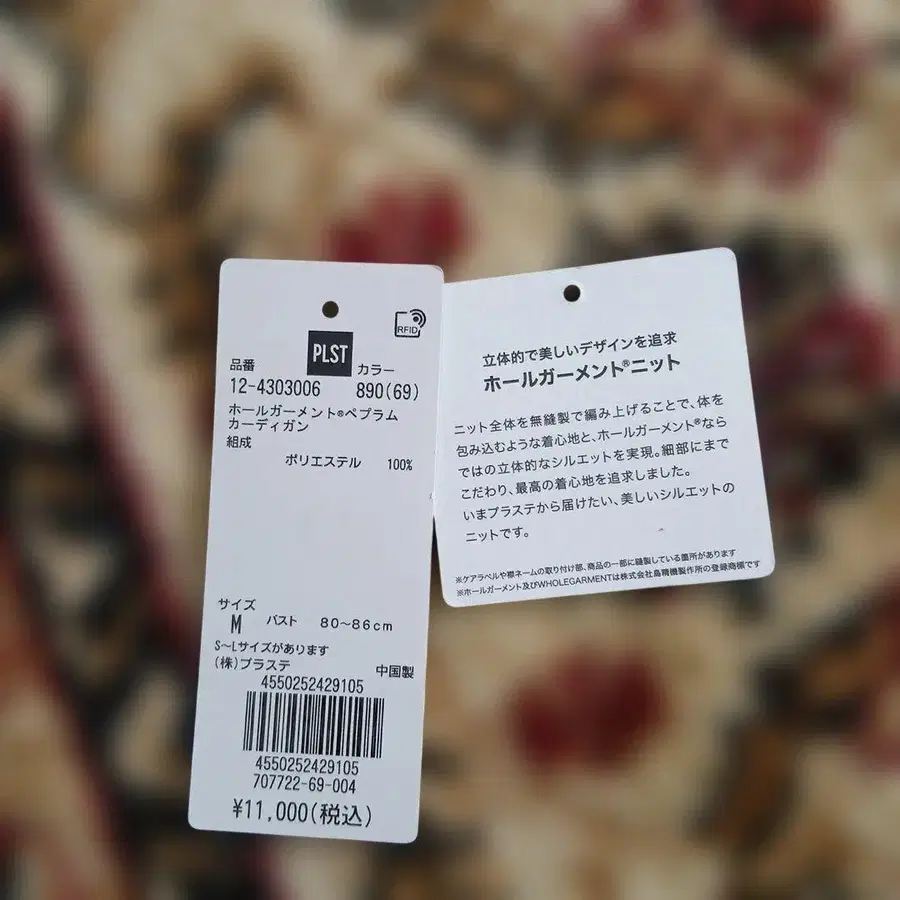 RFID
PLST
品番 カラー
12-4303006 890(69)
ホールガーメント®ペプラム
カーディガン
組成
ポリエステル 100%
サイズ
M バスト 80～86cm
S～Lサイズがあります
(株)プラステ 中国製
4550252429105
4550252429105
707722-69-004
¥11,000(税込)
立体的で美しいデザインを追求
ホールガーメント®ニット
ニット全体を無縫製で編み上げることで、体を
包み込むような着心地と、ホールガーメント®なら
ではの立体的なシルエットを実現。細部にまで
こだわり、最高の着心地を追求しました。
いまプラステから届けたい、美しいシルエットの
ニットです。
※ケアラベルや襟ネームの取り付け部、商品の一部に縫製している箇所があります
※ホールガーメント及びWHOLEGARMENTは株式会社島精機製作所の登録商標です